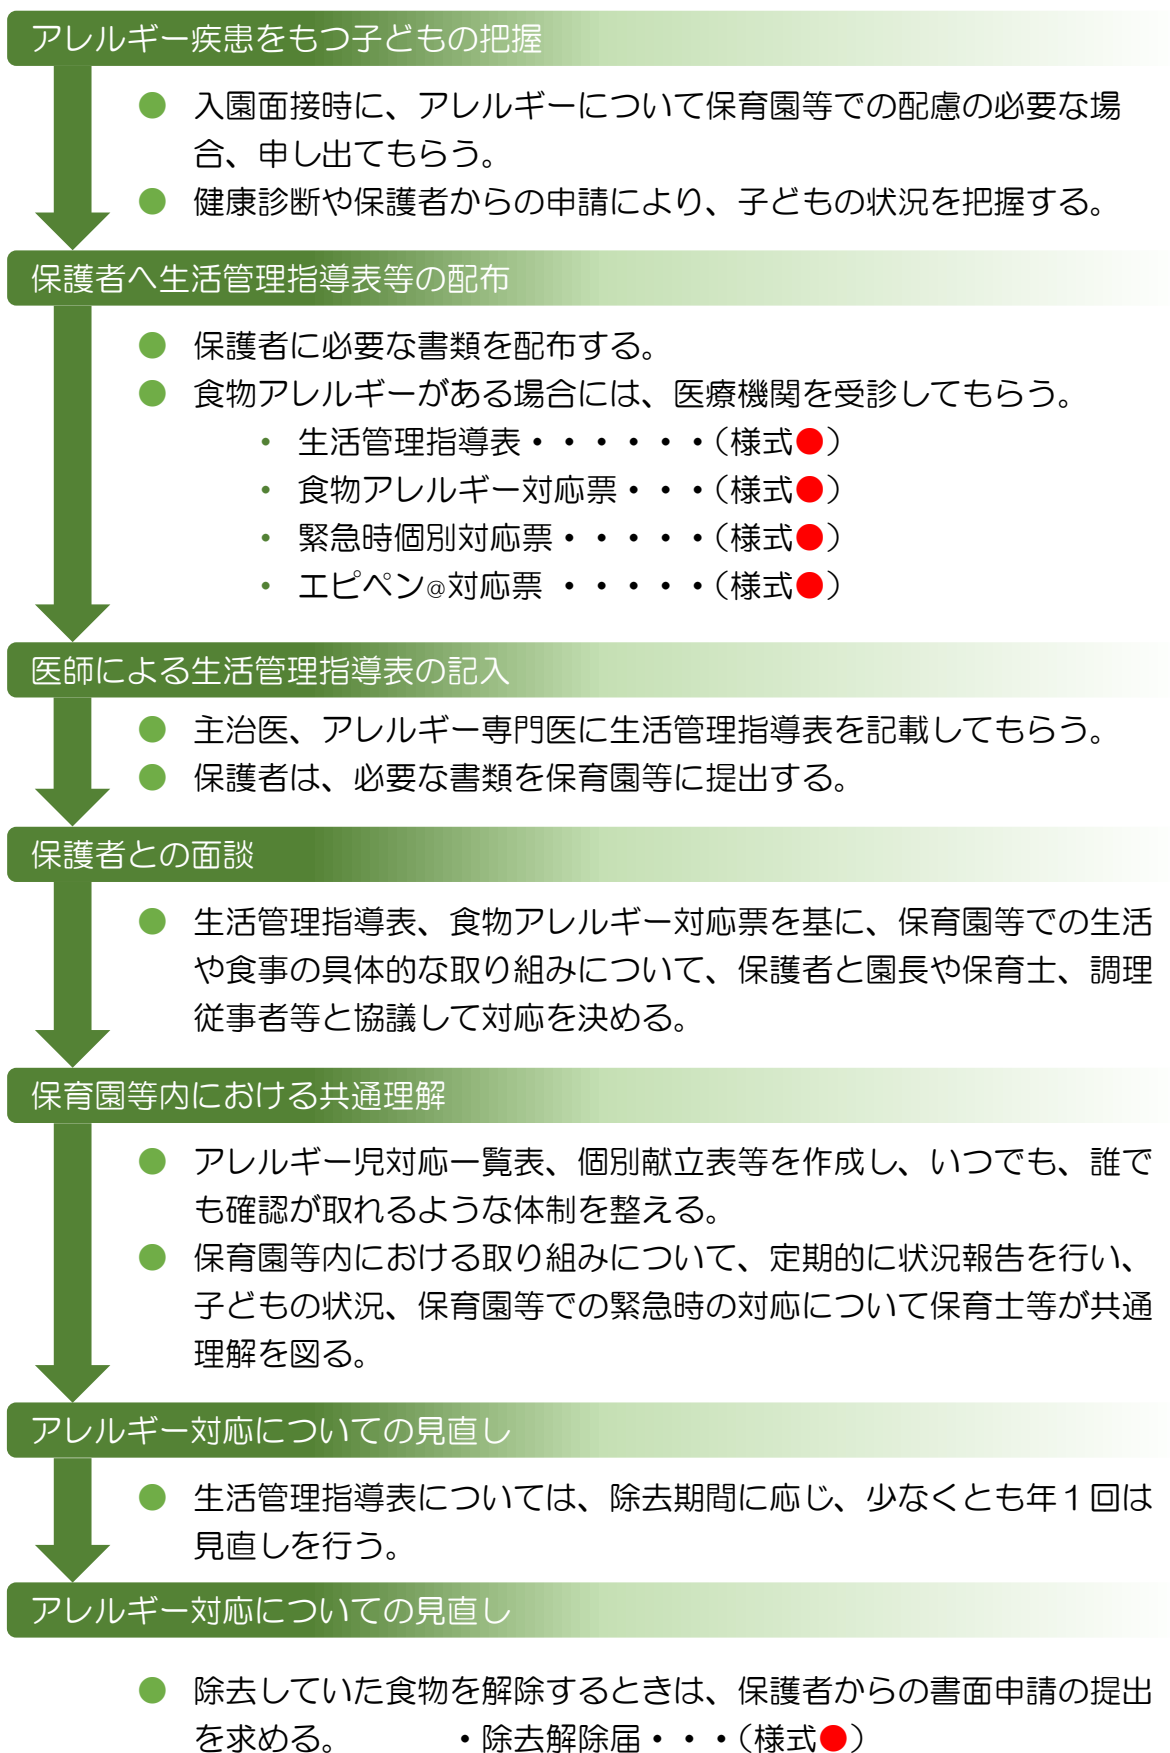 アレルギー疾患をもつ子どもの把握
● 入園面接時に、アレルギーについて保育園等での配慮の必要な場
合、申し出てもらう。
● 健康診断や保護者からの申請により、子どもの状況を把握する。
保護者へ生活管理指導表等の配布
● 保護者に必要な書類を配布する。
● 食物アレルギーがある場合には、医療機関を受診してもらう。
・ 生活管理指導表・・・・・・（様式●）
・ 食物アレルギー対応票・・・（様式●）
・ 緊急時個別対応票・・・・・（様式●）
・ エピペン@対応票 ・・・・・（様式●）
医師による生活管理指導表の記入
● 主治医、アレルギー専門医に生活管理指導表を記載してもらう。
● 保護者は、必要な書類を保育園等に提出する。
保護者との面談
● 生活管理指導表、食物アレルギー対応票を基に、保育園等での生活
や食事の具体的な取り組みについて、保護者と園長や保育士、調理
従事者等と協議して対応を決める。
保育園等内における共通理解
● アレルギー児対応一覧表、個別献立表等を作成し、いつでも、誰で
も確認が取れるような体制を整える。
● 保育園等内における取り組みについて、定期的に状況報告を行い、
子どもの状況、保育園等での緊急時の対応について保育士等が共通
理解を図る。
アレルギー対応についての見直し
● 生活管理指導表については、除去期間に応じ、少なくとも年１回は
見直しを行う。
アレルギー対応についての見直し
● 除去していた食物を解除するときは、保護者からの書面申請の提出
を求める。 ・除去解除届・・・（様式●）